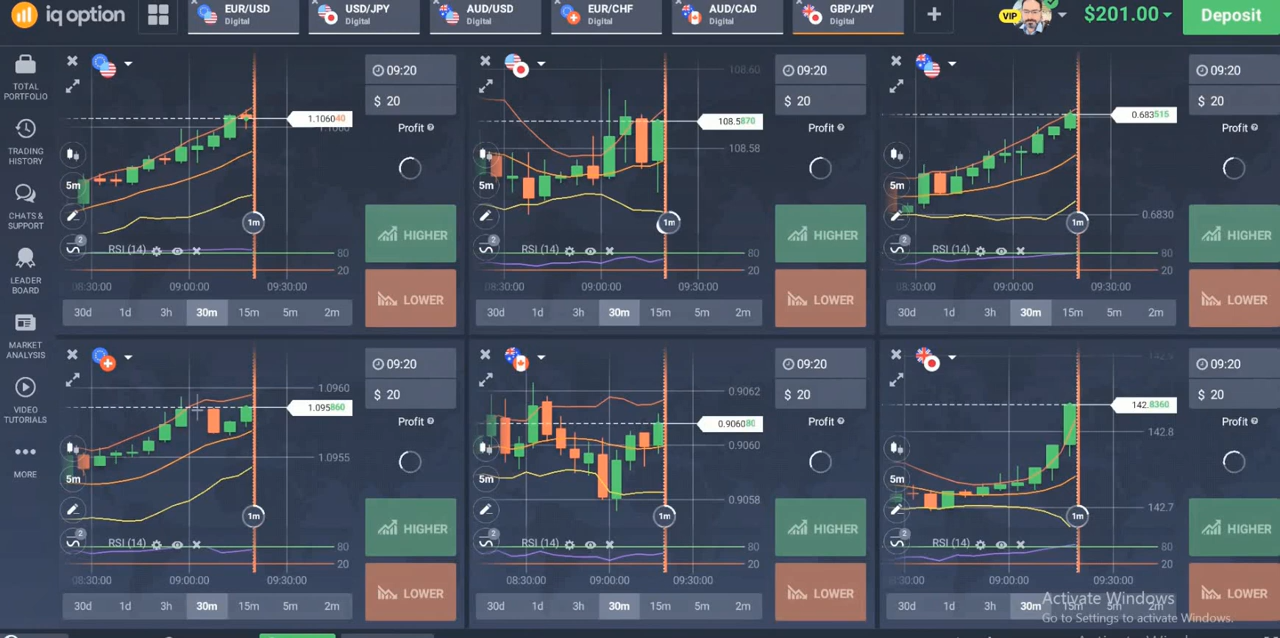 iq option
EUR/USD
Digital
USD/JPY
Digital
AUD/USD
Digital
EUR/CHF
Digital
AUD/CAD
Digital
GBP/JPY
Digital
+
VIP
$201.00
Deposit
TOTAL
PORTFOLIO
TRADING
HISTORY
CHATS &
SUPPORT
LEADER
BOARD
MARKET
ANALYSIS
VIDEO
TUTORIALS
MORE
09:20
$ 20
Profit
1.106040
1.1060
5m
2
1m
HIGHER
RSI (14)
80
20
LOWER
08:30:00 09:00:00 09:30:00
30d 1d 3h 30m 15m 5m 2m
09:20
$ 20
Profit
108.60
108.5870
108.58
5m
2
1m
HIGHER
RSI (14)
80
20
LOWER
:30:00 09:00:00 09:30:00
30d 1d 3h 30m 15m 5m 2m
09:20
$ 20
Profit
0.683515
0.6830
5m
2
1m
HIGHER
RSI (14)
80
20
LOWER
:30:00 09:00:00 09:30:00
30d 1d 3h 30m 15m 5m 2m
09:20
$ 20
Profit
1.0960
1.095860
1.0955
5m
2
1m
HIGHER
RSI (14)
80
20
LOWER
:30:00 09:00:00 09:30:00
30d 1d 3h 30m 15m 5m 2m
09:20
$ 20
Profit
0.9062
0.906080
0.9060
0.9058
5m
2
1m
HIGHER
RSI (14)
80
20
LOWER
08:30:00 09:00:00 09:30:00
30d 1d 3h 30m 15m 5m 2m
09:20
$ 20
Profit
142.8360
142.8
142.7
5m
2
1m
HIGHER
RSI (14)
80
20
LOWER
:30:00 09:00:00 09:30:00
30d 1d 3h 30m 15m 5m 2m
Activate Windows
Go to Settings to activate Windows.